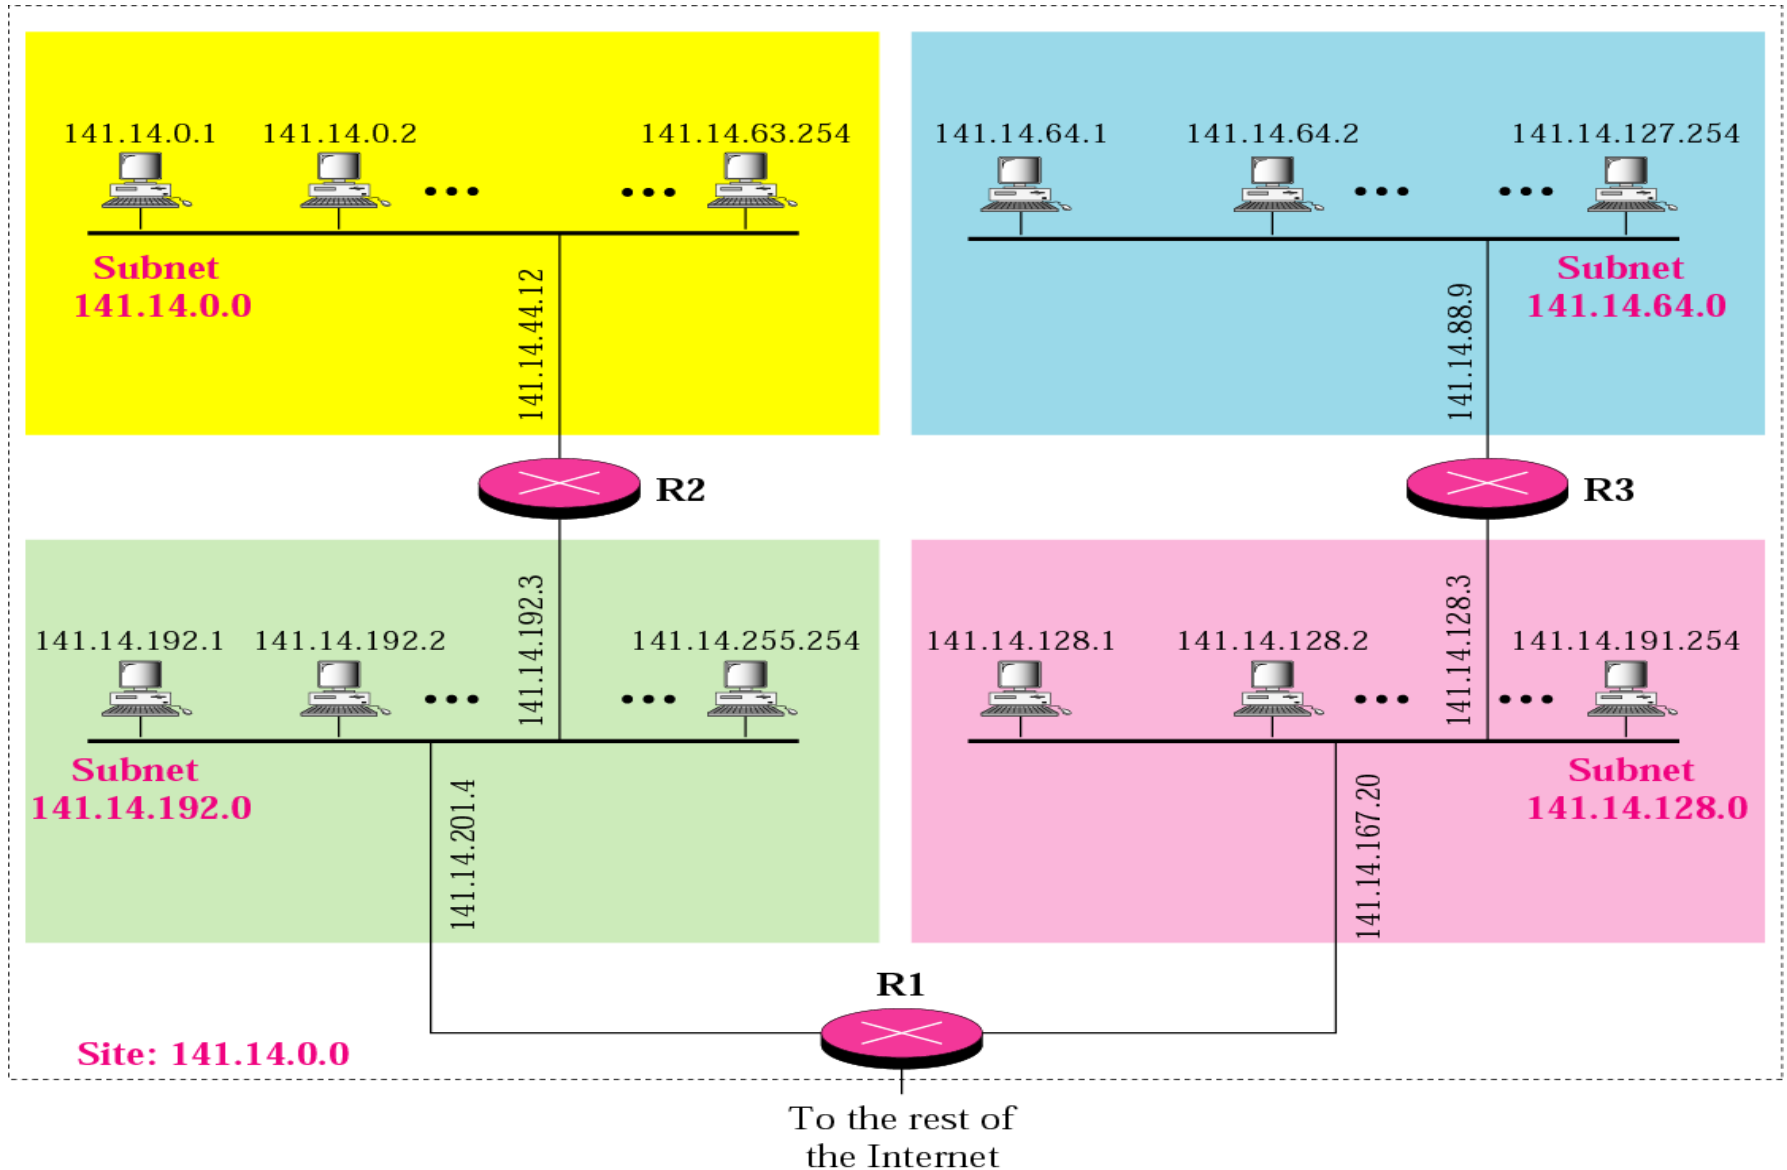 141.14.0.1
141.14.0.2
141.14.63.254
Subnet
141.14.0.0
141.14.44.12
141.14.64.1
141.14.64.2
141.14.127.254
Subnet
141.14.64.0
141.14.88.9
R2
R3
141.14.192.1
141.14.192.2
141.14.192.3
141.14.255.254
Subnet
141.14.192.0
141.14.201.4
141.14.128.1
141.14.128.2
141.14.128.3
141.14.191.254
Subnet
141.14.128.0
141.14.167.20
R1
Site: 141.14.0.0
To the rest of
the Internet